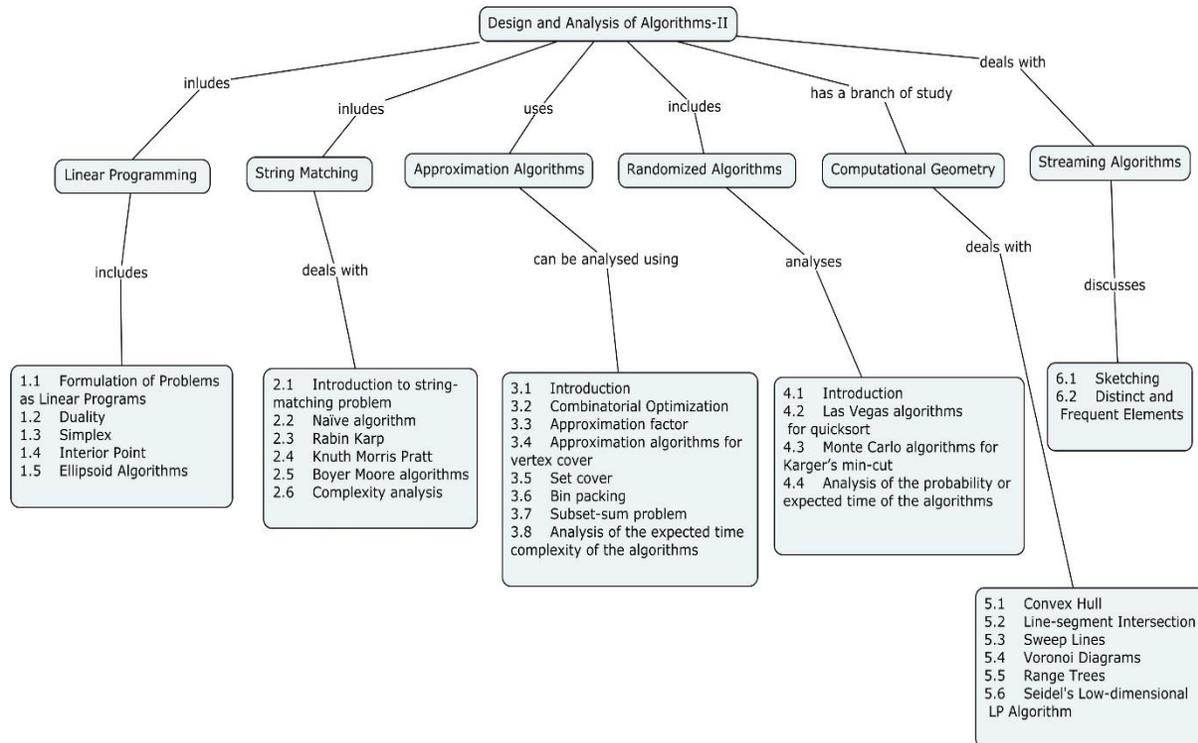 Design and Analysis of Algorithms-II
inludes
inludes
uses
includes
has a branch of study
deals with
Linear Programming
String Matching
Approximation Algorithms
Randomized Algorithms
Computational Geometry
Streaming Algorithms
includes
deals with
can be analysed using
analyses
deals with
discusses
1.1 Formulation of Problems
as Linear Programs
1.2 Duality
1.3 Simplex
1.4 Interior Point
1.5 Ellipsoid Algorithms
2.1 Introduction to string-
matching problem
2.2 Naïve algorithm
2.3 Rabin Karp
2.4 Knuth Morris Pratt
2.5 Boyer Moore algorithms
2.6 Complexity analysis
3.1 Introduction
3.2 Combinatorial Optimization
3.3 Approximation factor
3.4 Approximation algorithms for
vertex cover
3.5 Set cover
3.6 Bin packing
3.7 Subset-sum problem
3.8 Analysis of the expected time
complexity of the algorithms
4.1 Introduction
4.2 Las Vegas algorithms
for quicksort
4.3 Monte Carlo algorithms for
Karger's min-cut
4.4 Analysis of the probability or
expected time of the algorithms
6.1 Sketching
6.2 Distinct and
Frequent Elements
5.1 Convex Hull
5.2 Line-segment Intersection
5.3 Sweep Lines
5.4 Voronoi Diagrams
5.5 Range Trees
5.6 Seidel's Low-dimensional
LP Algorithm